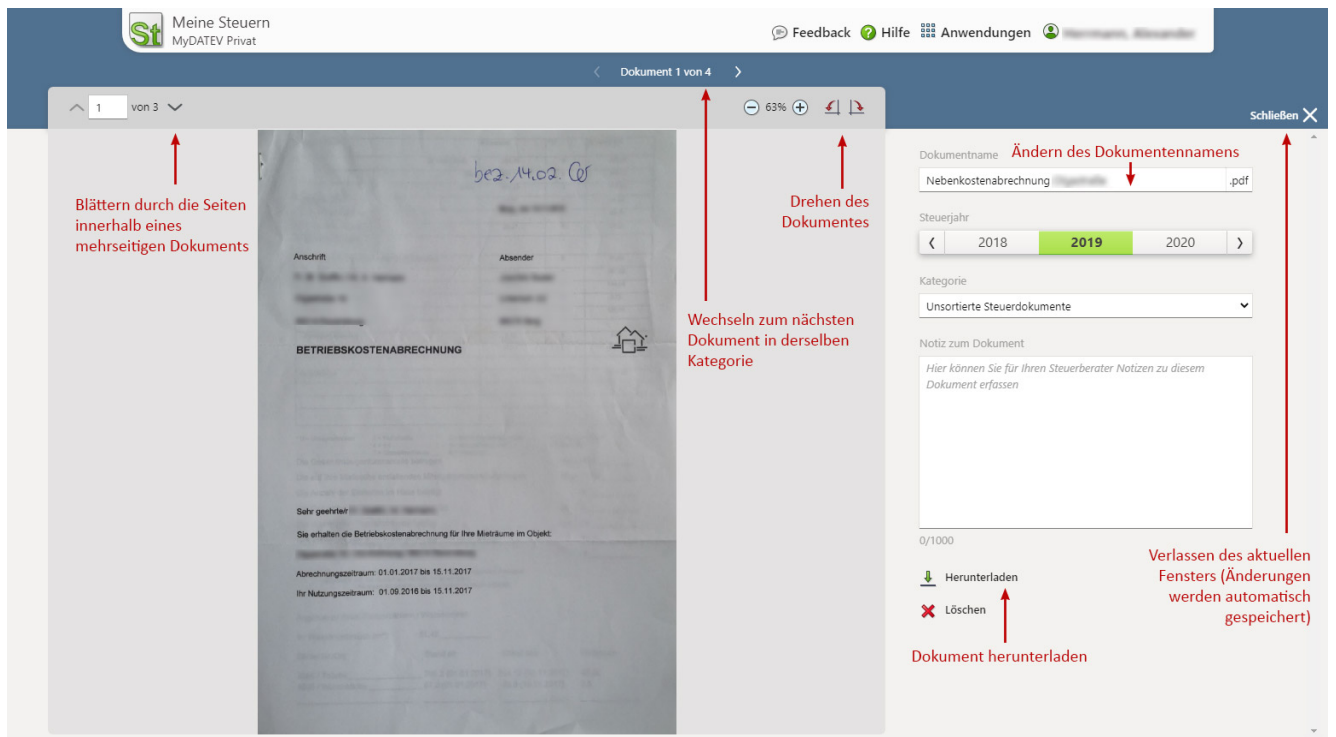 Meine Steuern
MyDATEV Privat
Feedback Hilfe Anwendungen
Dokument 1 von 4
1 von 3
63%
Schließen
Blättern durch die Seiten
innerhalb eines
mehrseitigen Dokuments
bez. 14.02.
Anschrift Absender
BETRIEBSKOSTENABRECHNUNG
Sehr geehrte/r
Sie erhalten die Betriebskostenabrechnung für Ihre Mieträume im Objekt:
Abrechnungszeitraum: 01.01.2017 bis 15.11.2017
Ihr Nutzungszeitraum: 01.09.2016 bis 15.11.2017
Drehen des
Dokumentes
Wechseln zum nächsten
Dokument in derselben
Kategorie
Dokumentname
Ändern des Dokumentennamens
Nebenkostenabrechnung .pdf
Steuerjahr
2018 2019 2020
Kategorie
Unsortierte Steuerdokumente
Notiz zum Dokument
Hier können Sie für Ihren Steuerberater Notizen zu diesem
Dokument erfassen
0/1000
Herunterladen
Löschen
Dokument herunterladen
Verlassen des aktuellen
Fensters (Änderungen
werden automatisch
gespeichert)